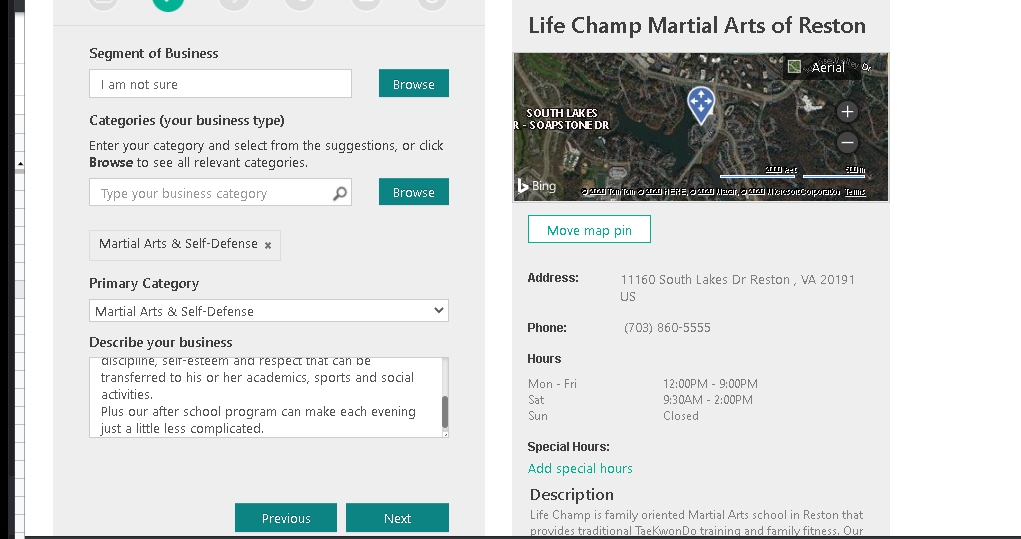 Segment of Business
I am not sure
Browse
Categories (your business type)
Enter your category and select from the suggestions, or click
Browse to see all relevant categories.
Type your business category
Browse
Martial Arts & Self-Defense ×
Primary Category
Martial Arts & Self-Defense
Describe your business
discipline, self-esteem and respect that can be
transferred to his or her academics, sports and social
activities.
Plus our after school program can make each evening
just a little less complicated.
Previous
Next
Life Champ Martial Arts of Reston
Aerial
SOUTH LAKES
R - SOAPSTONE DR
Bing
Terms
Move map pin
Address:
11160 South Lakes Dr Reston , VA 20191
US
Phone:
(703) 860-5555
Hours
Mon - Fri 12:00PM - 9:00PM
Sat 9:30AM - 2:00PM
Sun Closed
Special Hours:
Add special hours
Description
Life Champ is family oriented Martial Arts school in Reston that
provides traditional TaeKwonDo training and family fitness. Our